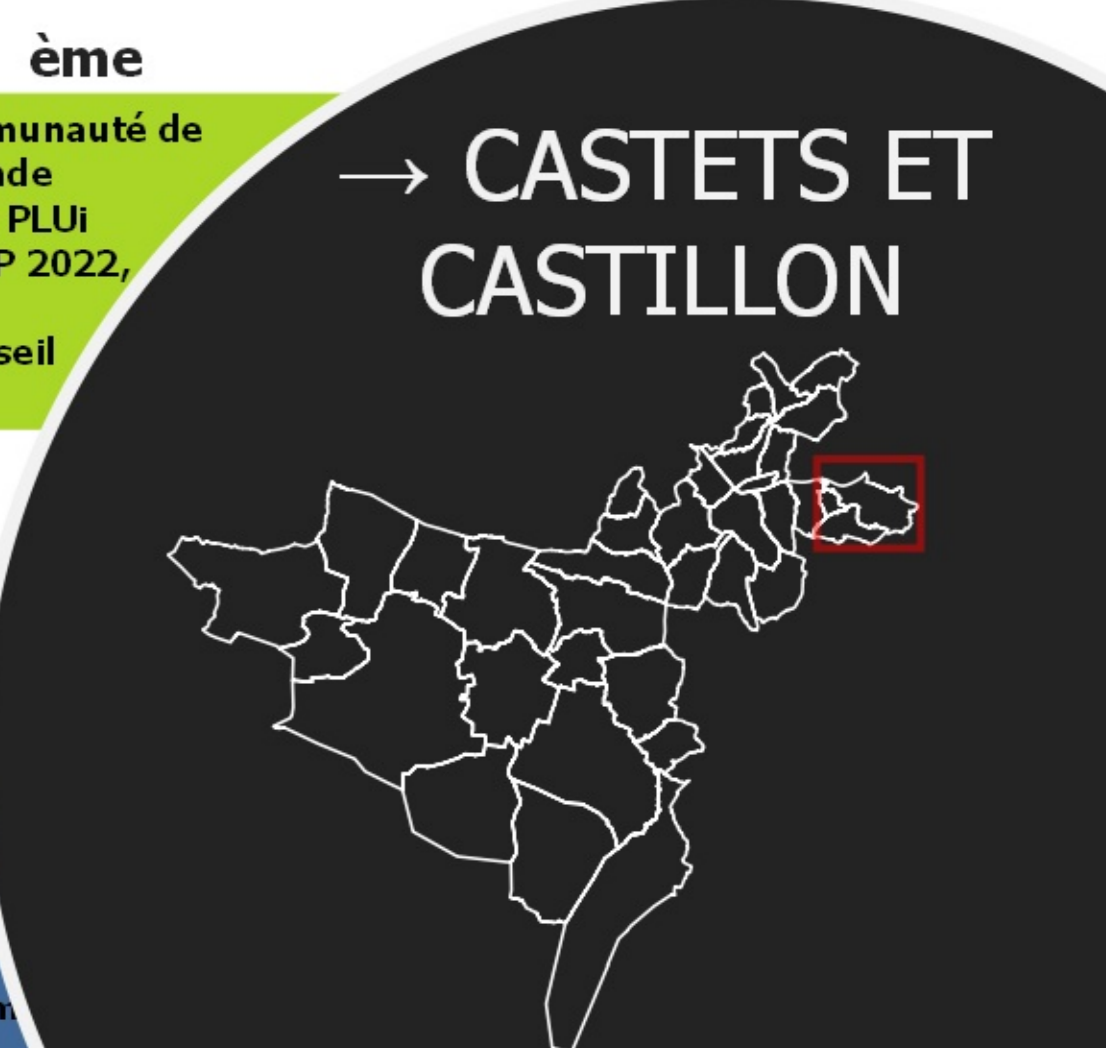 ème
munauté de
nde
PLUi
P 2022,
seil
→ CASTETS ET
CASTILLON